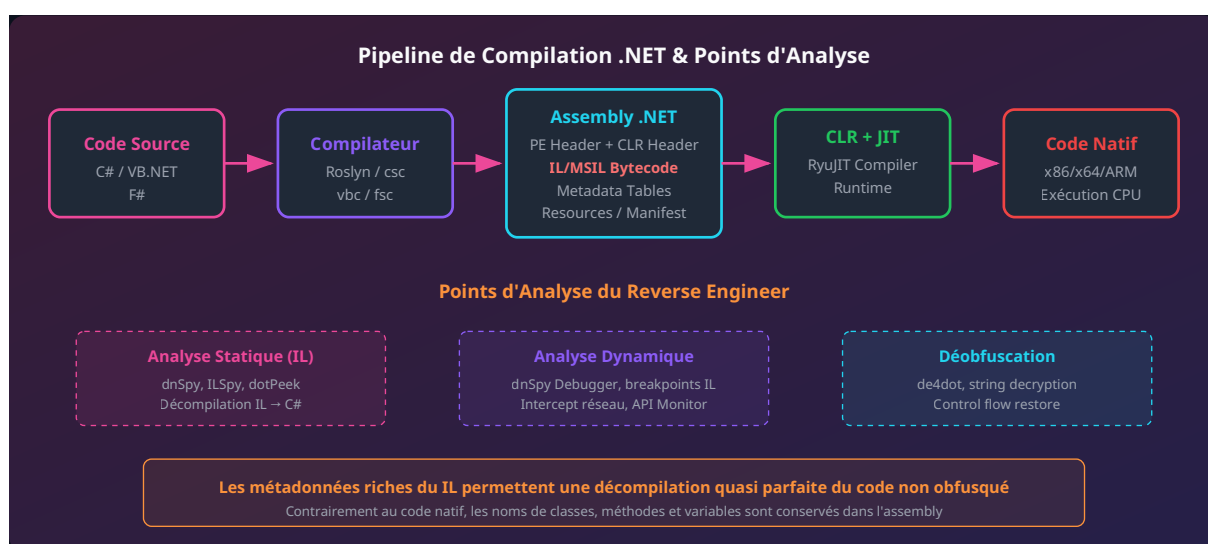 Pipeline de Compilation .NET & Points d'Analyse
Code Source
C# / VB.NET
F#
Compilateur
Roslyn / csc
vbc / fsc
Assembly .NET
PE Header + CLR Header
IL/MSIL Bytecode
Metadata Tables
Resources / Manifest
CLR + JIT
RyuJIT Compiler
Runtime
Code Natif
x86/x64/ARM
Exécution CPU
Points d'Analyse du Reverse Engineer
Analyse Statique (IL)
dnSpy, ILSpy, dotPeek
Décompilation IL → C#
Analyse Dynamique
dnSpy Debugger, breakpoints IL
Intercept réseau, API Monitor
Déobfuscation
de4dot, string decryption
Control flow restore
Les métadonnées riches du IL permettent une décompilation quasi parfaite du code non obfusqué
Contrairement au code natif, les noms de classes, méthodes et variables sont conservés dans l'assembly